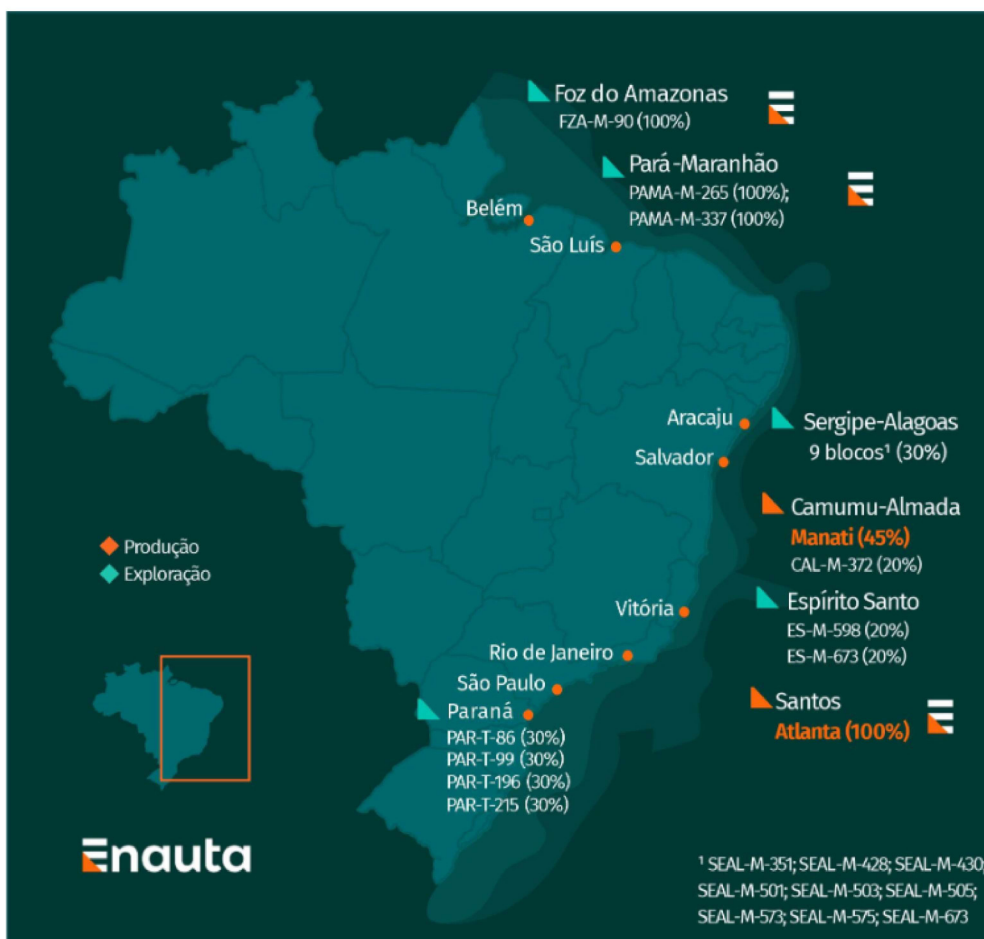 Foz do Amazonas
FZA-M-90 (100%)
Pará-Maranhão
PAMA-M-265 (100%);
PAMA-M-337 (100%)
Belém
São Luís
Aracaju
Salvador
Sergipe-Alagoas
9 blocos¹ (30%)
Camumu-Almada
Manati (45%)
CAL-M-372 (20%)
Produção
Exploração
Vitória
Espírito Santo
ES-M-598 (20%)
ES-M-673 (20%)
Rio de Janeiro
São Paulo
Paraná
PAR-T-86 (30%)
PAR-T-99 (30%)
PAR-T-196 (30%)
PAR-T-215 (30%)
Santos
Atlanta (100%)
Enauta
¹ SEAL-M-351; SEAL-M-428; SEAL-M-430;
SEAL-M-501; SEAL-M-503; SEAL-M-505;
SEAL-M-573; SEAL-M-575; SEAL-M-673